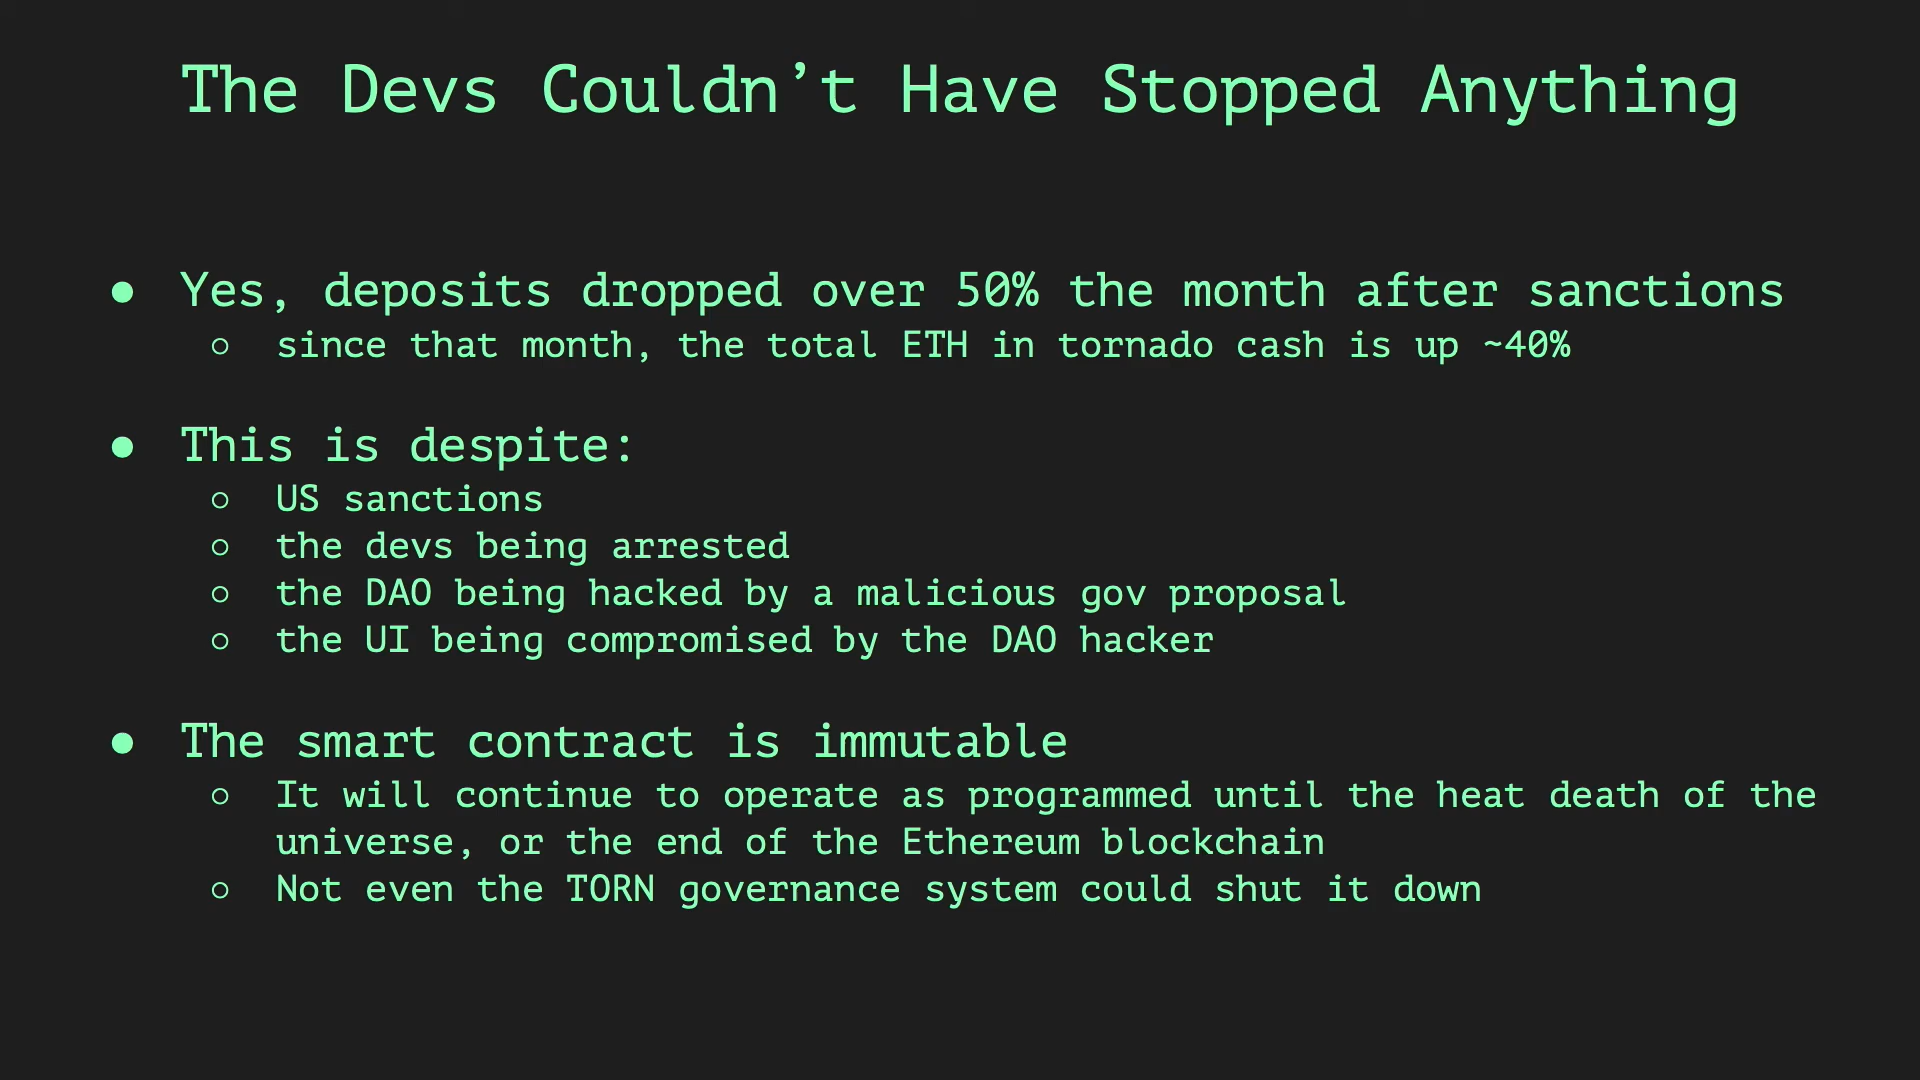 The Devs Couldn’t Have Stopped Anything
● Yes, deposits dropped over 50% the month after sanctions
○ since that month, the total ETH in tornado cash is up ~40%
● This is despite:
○ US sanctions
○ the devs being arrested
○ the DAO being hacked by a malicious gov proposal
○ the UI being compromised by the DAO hacker
● The smart contract is immutable
○ It will continue to operate as programmed until the heat death of the
universe, or the end of the Ethereum blockchain
○ Not even the TORN governance system could shut it down